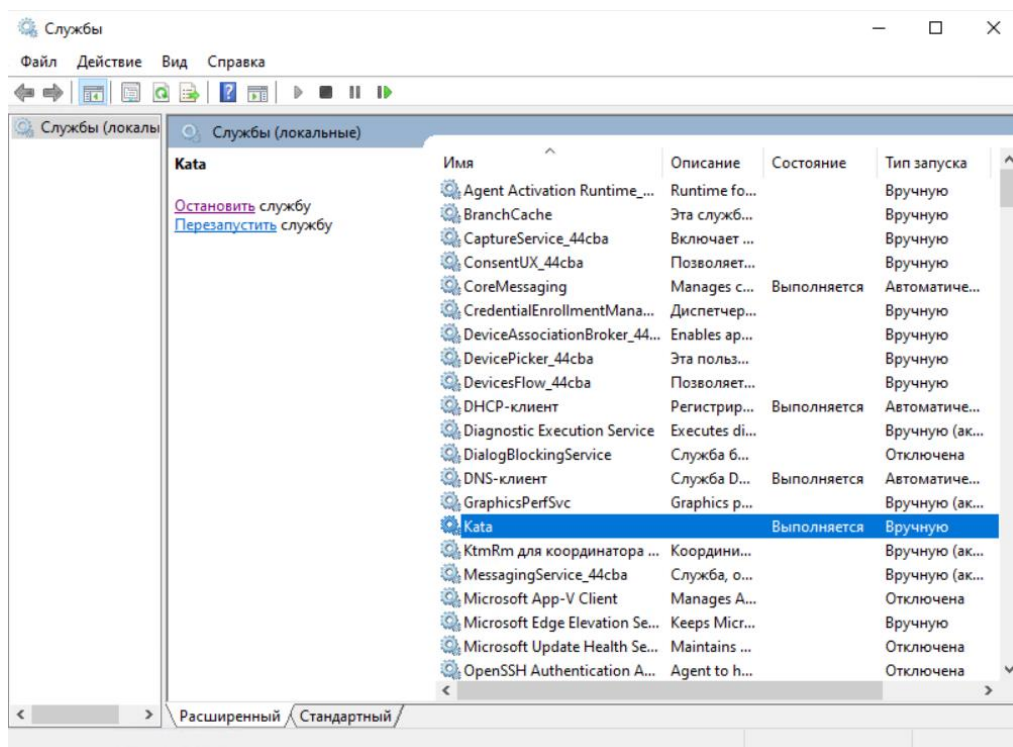 Службы
Файл Действие Вид Справка
Службы (локалы
Службы (локальные)
Kata
Остановить службу
Перезапустить службу
Имя Описание Состояние Тип запуска
Agent Activation Runtime_... Runtime fo... Вручную
BranchCache Эта служб... Вручную
CaptureService_44cba Включает ... Вручную
ConsentUX_44cba Позволяет... Вручную
CoreMessaging Manages c... Выполняется Автоматиче...
CredentialEnrollmentMana... Диспетчер... Вручную
DeviceAssociationBroker_44... Enables ap... Вручную
DevicePicker_44cba Эта польз... Вручную
DevicesFlow_44cba Позволяет... Вручную
DHCP-клиент Регистрир... Выполняется Автоматиче...
Diagnostic Execution Service Executes di... Вручную (ак...
DialogBlockingService Служба б... Отключена
DNS-клиент Служба D... Выполняется Автоматиче...
GraphicsPerfSvc Graphics p... Вручную (ак...
Kata Выполняется Вручную
KtmRm для координатора ... Координи... Вручную (ак...
MessagingService_44cba Служба, о... Вручную (ак...
Microsoft App-V Client Manages A... Отключена
Microsoft Edge Elevation Se... Keeps Micr... Вручную
Microsoft Update Health Se... Maintains ... Отключена
OpenSSH Authentication A... Agent to h... Отключена
Расширенный Стандартный